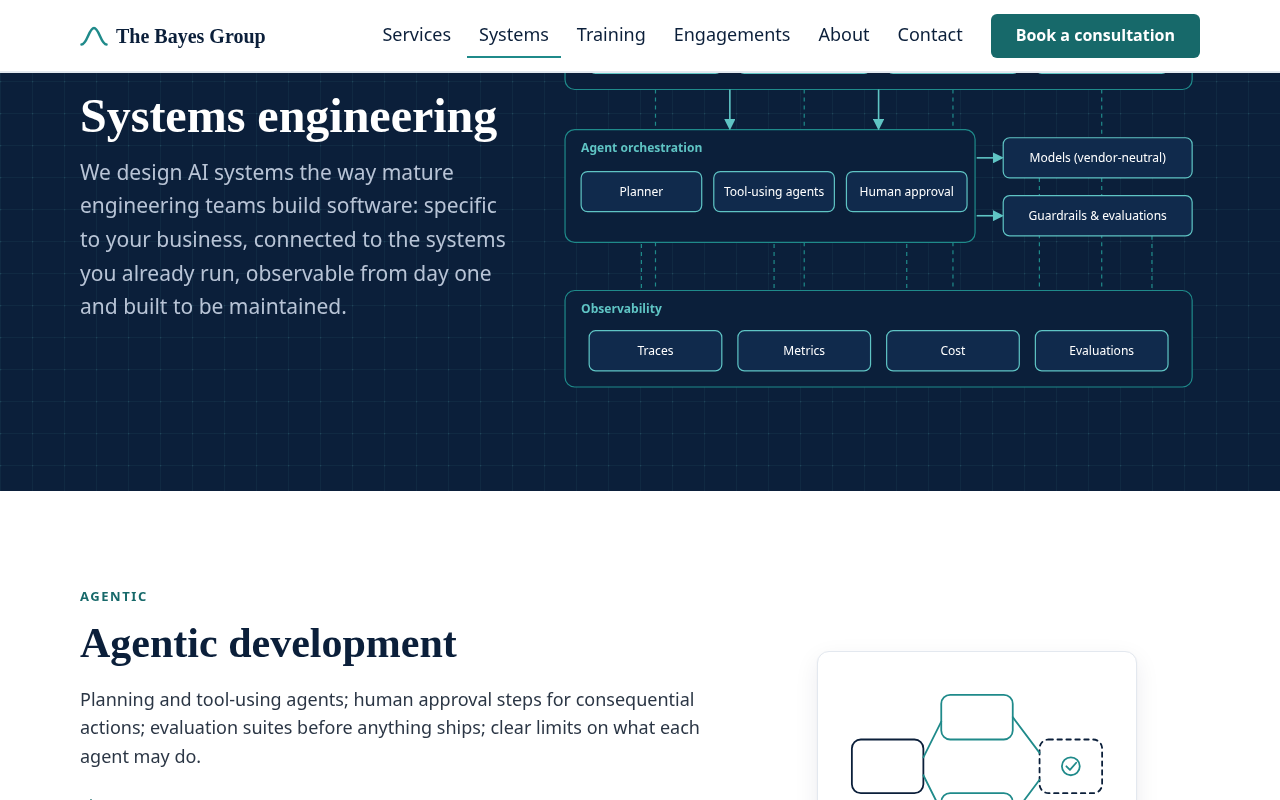 The Bayes Group
Services
Systems
Training
Engagements
About
Contact
Book a consultation
Systems engineering
We design AI systems the way mature
engineering teams build software: specific
to your business, connected to the systems
you already run, observable from day one
and built to be maintained.
Agent orchestration
Planner
Tool-using agents
Human approval
Models (vendor-neutral)
Guardrails & evaluations
Observability
Traces
Metrics
Cost
Evaluations
AGENTIC
Agentic development
Planning and tool-using agents; human approval steps for consequential
actions; evaluation suites before anything ships; clear limits on what each
agent may do.